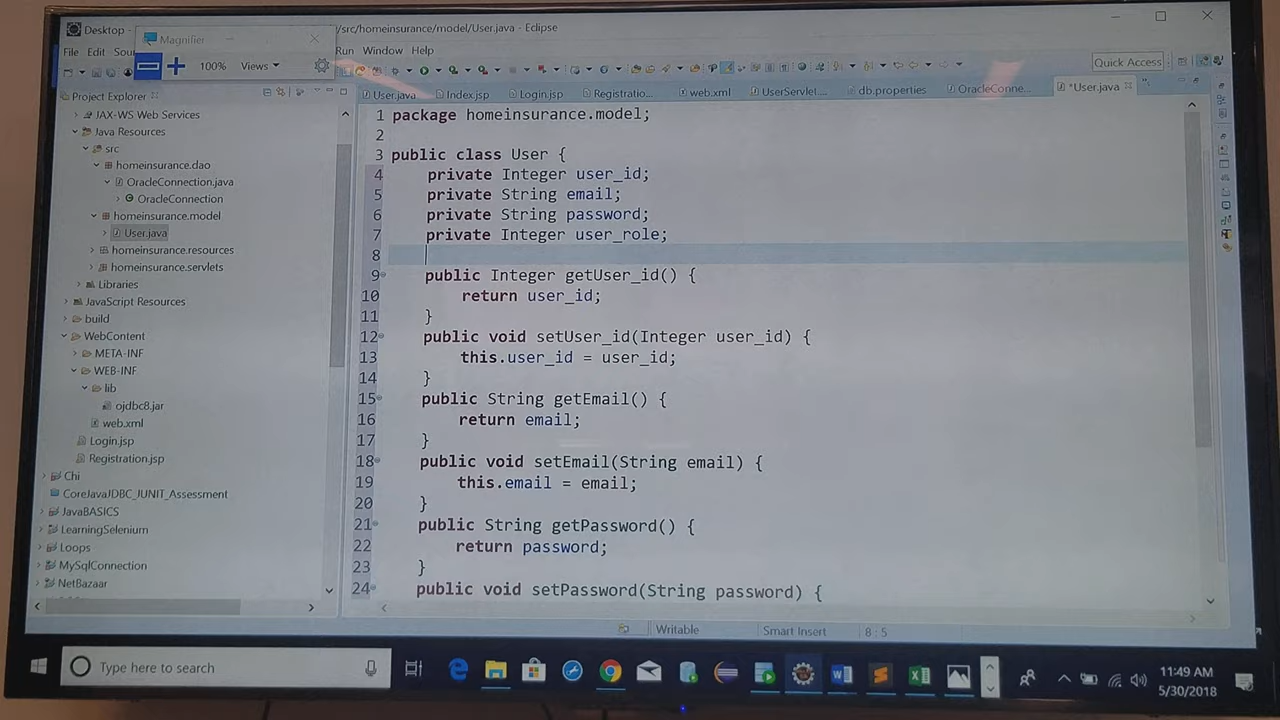 Desktop - /src/homeinsurance/model/User.java - Eclipse
Magnifier
File Edit Sou Run Window Help
100% Views
Quick Access
Project Explorer
User.java Index.jsp Login.jsp Registratio... web.xml UserServlet.... db.properties OracleConne... *User.java
JAX-WS Web Services
Java Resources
src
homeinsurance.dao
OracleConnection.java
OracleConnection
homeinsurance.model
User.java
homeinsurance.resources
homeinsurance.servlets
Libraries
JavaScript Resources
build
WebContent
META-INF
WEB-INF
lib
ojdbc8.jar
web.xml
Login.jsp
Registration.jsp
Chi
CoreJavaJDBC_JUNIT_Assessment
JavaBASICS
LearningSelenium
Loops
MySqlConnection
NetBazaar
1 package homeinsurance.model;
2
3 public class User {
4 private Integer user_id;
5 private String email;
6 private String password;
7 private Integer user_role;
8
9 public Integer getUser_id() {
10 return user_id;
11 }
12 public void setUser_id(Integer user_id) {
13 this.user_id = user_id;
14 }
15 public String getEmail() {
16 return email;
17 }
18 public void setEmail(String email) {
19 this.email = email;
20 }
21 public String getPassword() {
22 return password;
23 }
24 public void setPassword(String password) {
Writable Smart Insert 8 : 5
Type here to search
11:49 AM
5/30/2018